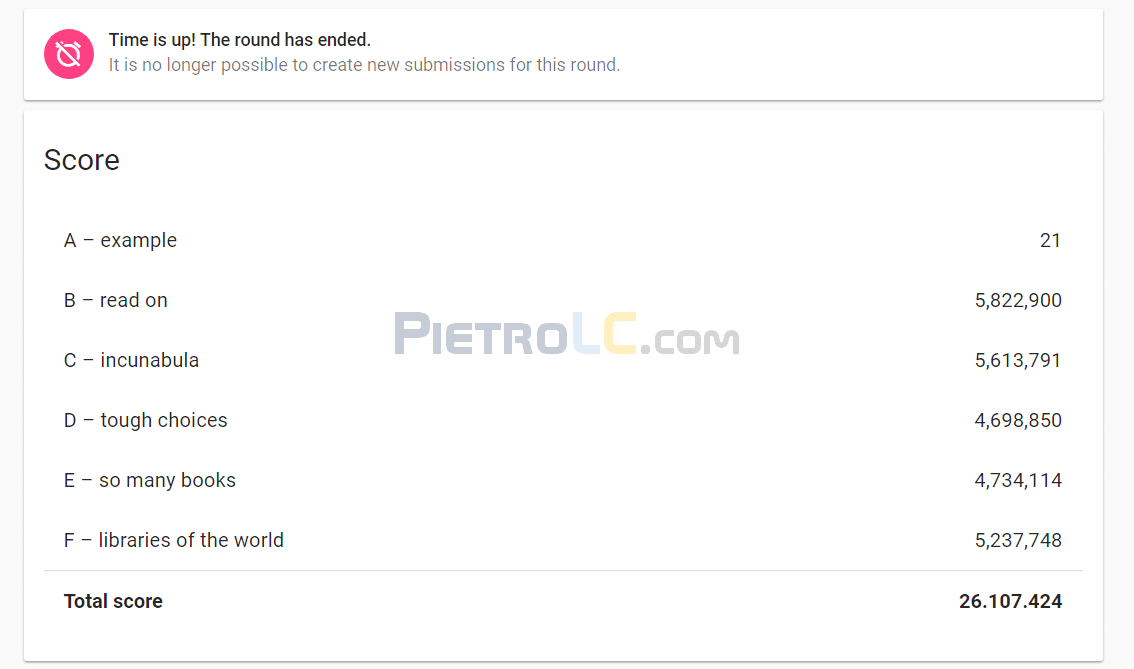 Time is up! The round has ended.
It is no longer possible to create new submissions for this round.
Score
A – example 21
B – read on 5,822,900
PietroLC.com
C – incunabula 5,613,791
D – tough choices 4,698,850
E – so many books 4,734,114
F – libraries of the world 5,237,748
Total score 26.107.424